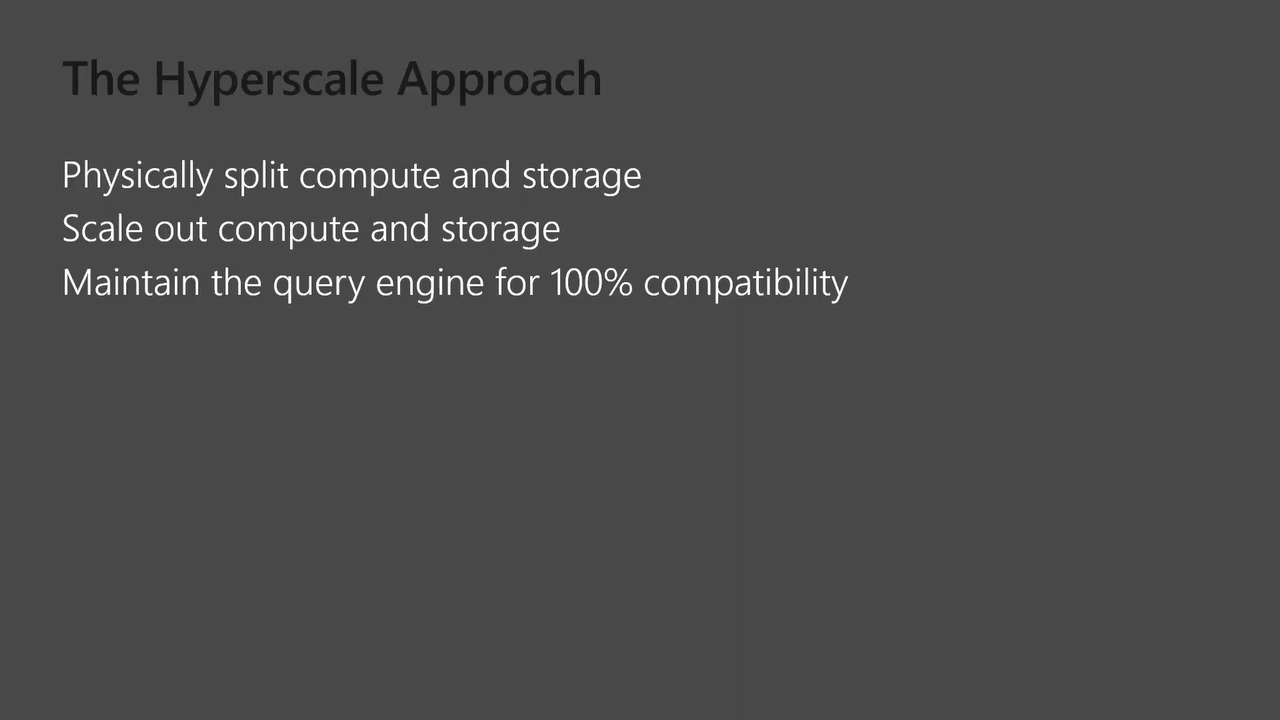 The Hyperscale Approach
Physically split compute and storage
Scale out compute and storage
Maintain the query engine for 100% compatibility